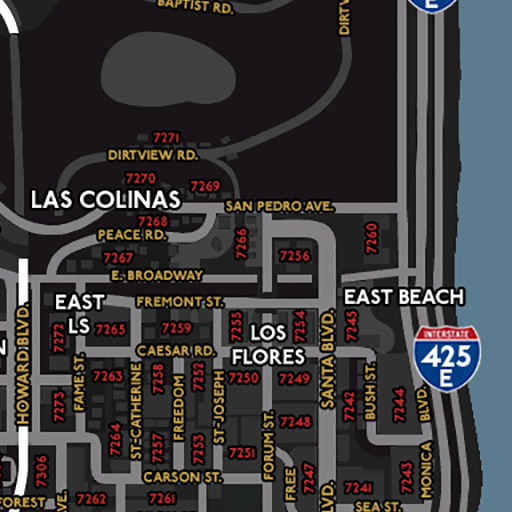 BAPTIST RD.
DIRTV
E
7271
DIRTVIEW RD.
7270
7269
LAS COLINAS
SAN PEDRO AVE.
7268
PEACE RD.
7266
7260
7267
7256
E. BROADWAY
EAST
LS
FREMONT ST.
EAST BEACH
HOWARD BLVD.
7272
7265
7259
7255
LOS
FLORES
7254
SANTA BLVD.
7245
INTERSTATE
425
E
N
CAESAR RD.
FAME ST.
7263
ST-CATHERINE
7258
FREEDOM
7252
ST-JOSEPH
7250
7249
7242
BUSH ST.
7244
MONICA BLVD.
7273
7264
7257
7253
7251
FORUM ST.
7248
7306
CARSON ST.
FREE
7247
LVD.
7241
7243
FOREST
VE.
7262
7261
SEA ST.